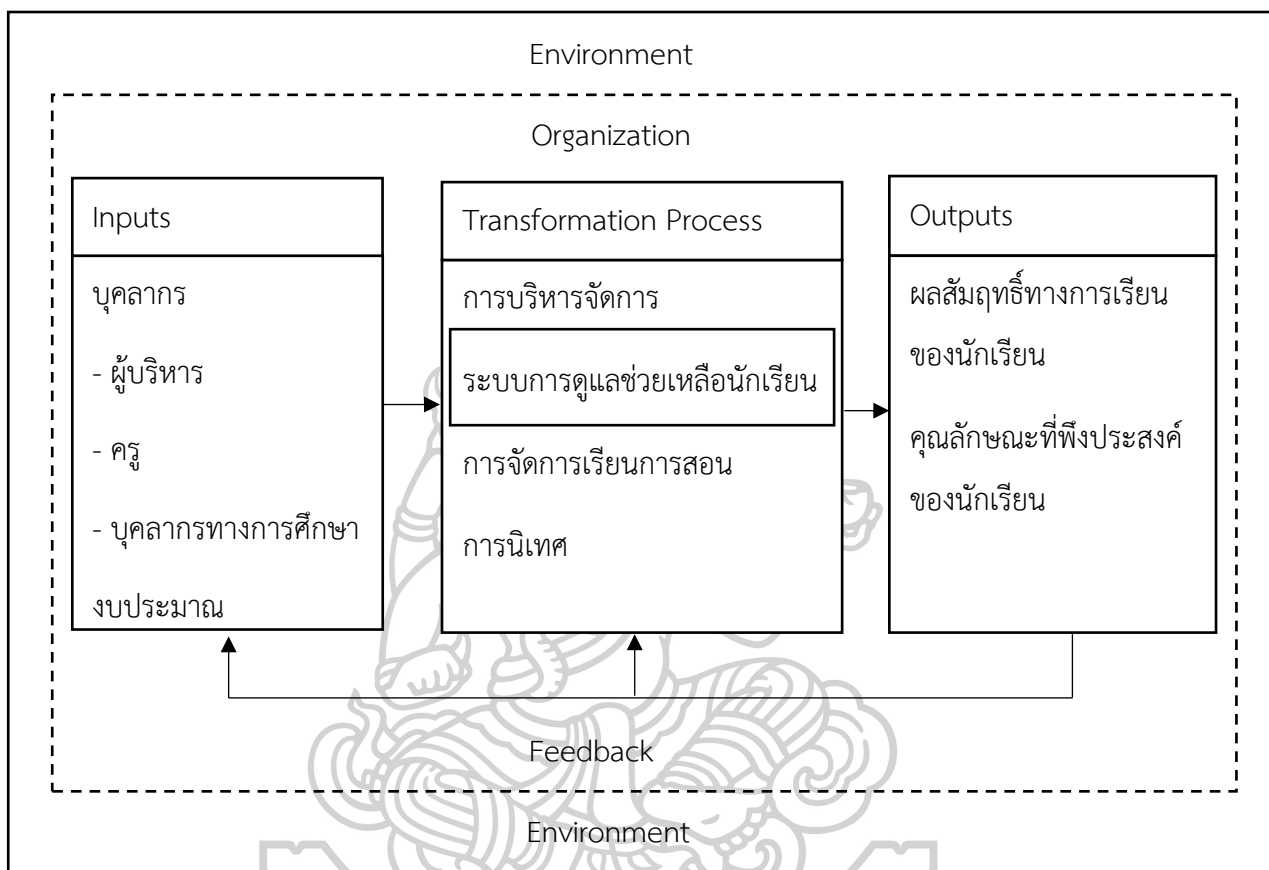 Environment
Organization
Inputs
บุคลากร
- ผู้บริหาร
- ครู
- บุคลากรทางการศึกษา
งบประมาณ
Transformation Process
การบริหารจัดการ
ระบบการดูแลช่วยเหลือนักเรียน
การจัดการเรียนการสอน
การนิเทศ
Outputs
ผลสัมฤทธิ์ทางการเรียน
ของนักเรียน
คุณลักษณะที่พึงประสงค์
ของนักเรียน
Feedback
Environment